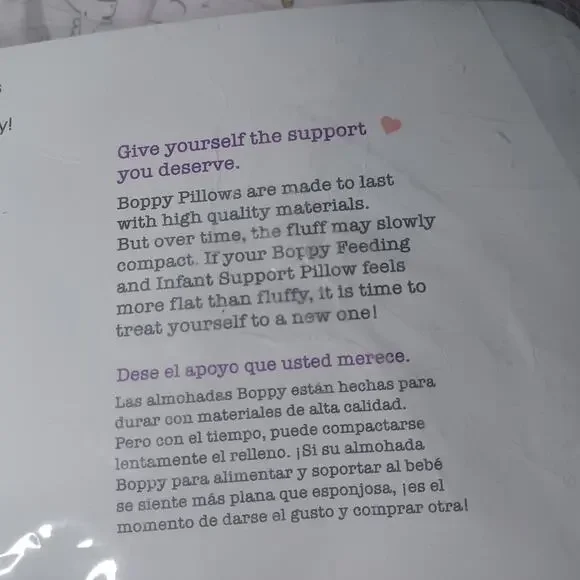 y!
Give yourself the support
you deserve.
Boppy Pillows are made to last
with high quality materials.
But over time, the fluff may slowly
compact. If your Boppy Feeding
and Infant Support Pillow feels
more flat than fluffy, it is time to
treat yourself to a new one!
Dese el apoyo que usted merece.
Las almohadas Boppy están hechas para
durar con materiales de alta calidad.
Pero con el tiempo, puede compactarse
lentamente el relleno. ¡Si su almohada
Boppy para alimentar y soportar al bebé
se siente más plana que esponjosa, ¡es el
momento de darse el gusto y comprar otra!